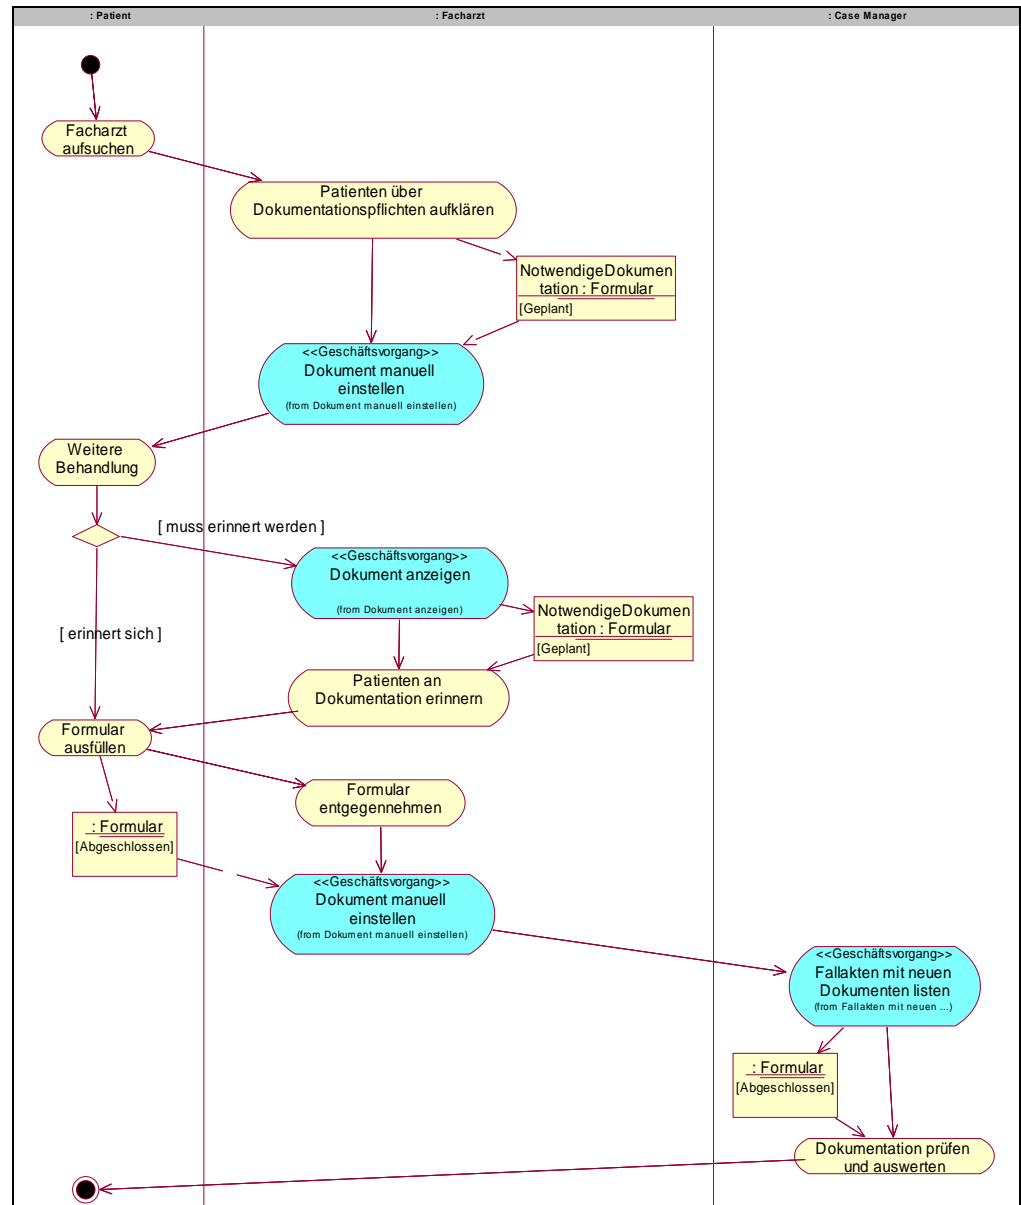 : Patient
: Facharzt
: Case Manager
Facharzt
aufsuchen
Patienten über
Dokumentationspflichten aufklären
NotwendigeDokumen
tation : Formular
[Geplant]
<<Geschäftsvorgang>>
Dokument manuell
einstellen
(from Dokument manuell einstellen)
Weitere
Behandlung
[ muss erinnert werden ]
<<Geschäftsvorgang>>
Dokument anzeigen
(from Dokument anzeigen)
NotwendigeDokumen
tation : Formular
[Geplant]
[ erinnert sich ]
Patienten an
Dokumentation erinnern
Formular
ausfüllen
Formular
entgegennehmen
: Formular
[Abgeschlossen]
<<Geschäftsvorgang>>
Dokument manuell
einstellen
(from Dokument manuell einstellen)
<<Geschäftsvorgang>>
Fallakten mit neuen
Dokumenten listen
(from Fallakten mit neuen ...)
: Formular
[Abgeschlossen]
Dokumentation prüfen
und auswerten